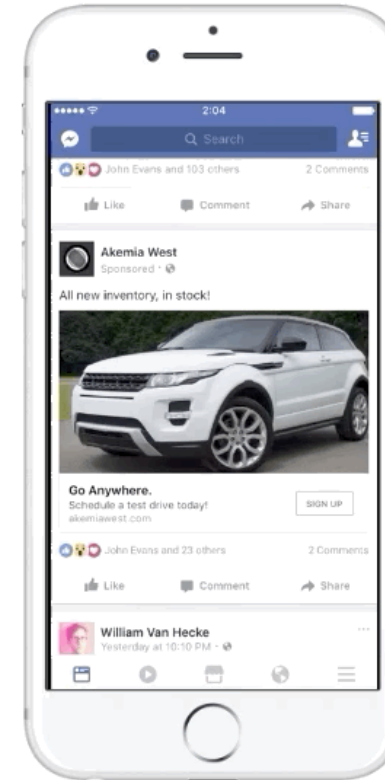 2:04
Search
John Evans and 103 others 2 Comments
Like Comment Share
Akemia West
Sponsored ·
All new inventory, in stock!
Go Anywhere.
Schedule a test drive today!
SIGN UP
akemiawest.com
John Evans and 23 others 2 Comments
Like Comment Share
William Van Hecke
Yesterday at 10:10 PM ·